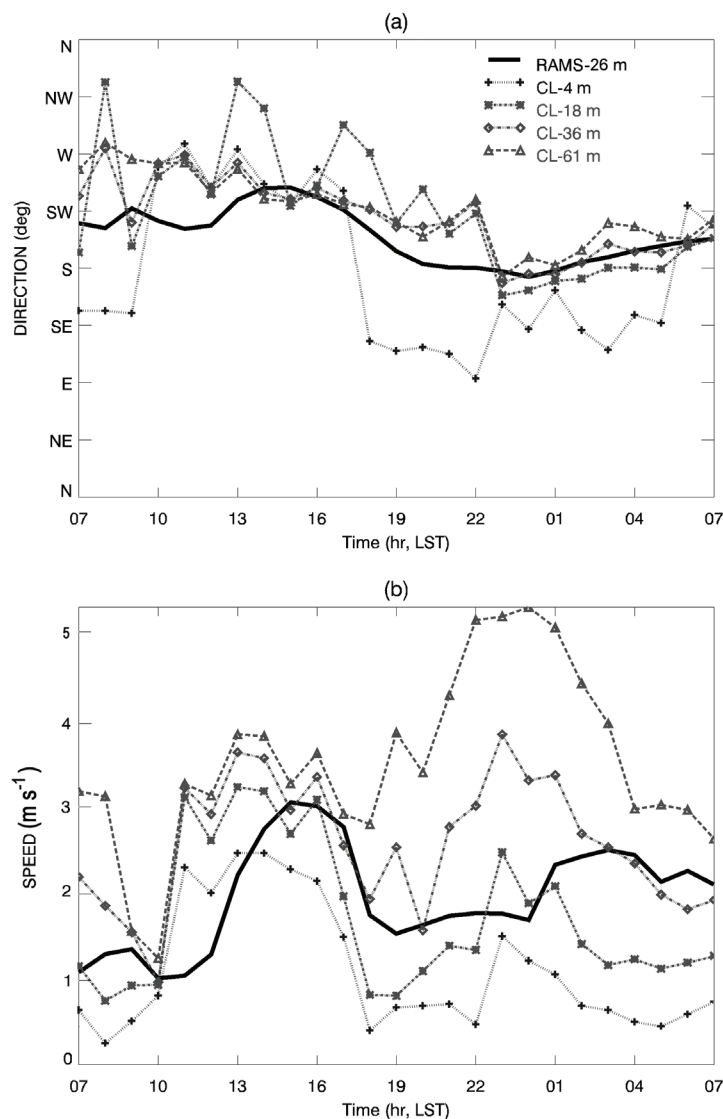 (a)
N
NW
W
SW
S
SE
E
NE
N
DIRECTION (deg)
RAMS-26 m
CL-4 m
CL-18 m
CL-36 m
CL-61 m
07 10 13 16 19 22 01 04 07
Time (hr, LST)
(b)
5
4
3
2
1
0
SPEED (m s⁻¹)
07 10 13 16 19 22 01 04 07
Time (hr, LST)